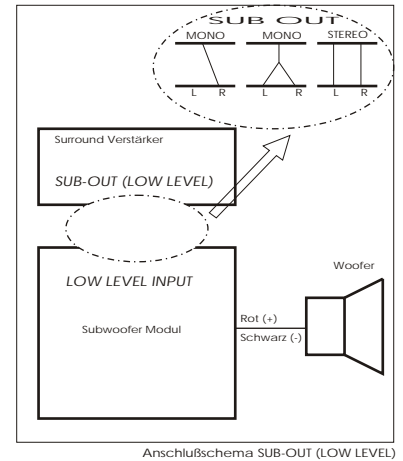 SUB OUT
MONO MONO STEREO
L R L R L R
Surround Verstärker
SUB-OUT (LOW LEVEL)
LOW LEVEL INPUT
Woofer
Subwoofer Modul
Rot (+)
Schwarz (-)
Anschlußschema SUB-OUT (LOW LEVEL)